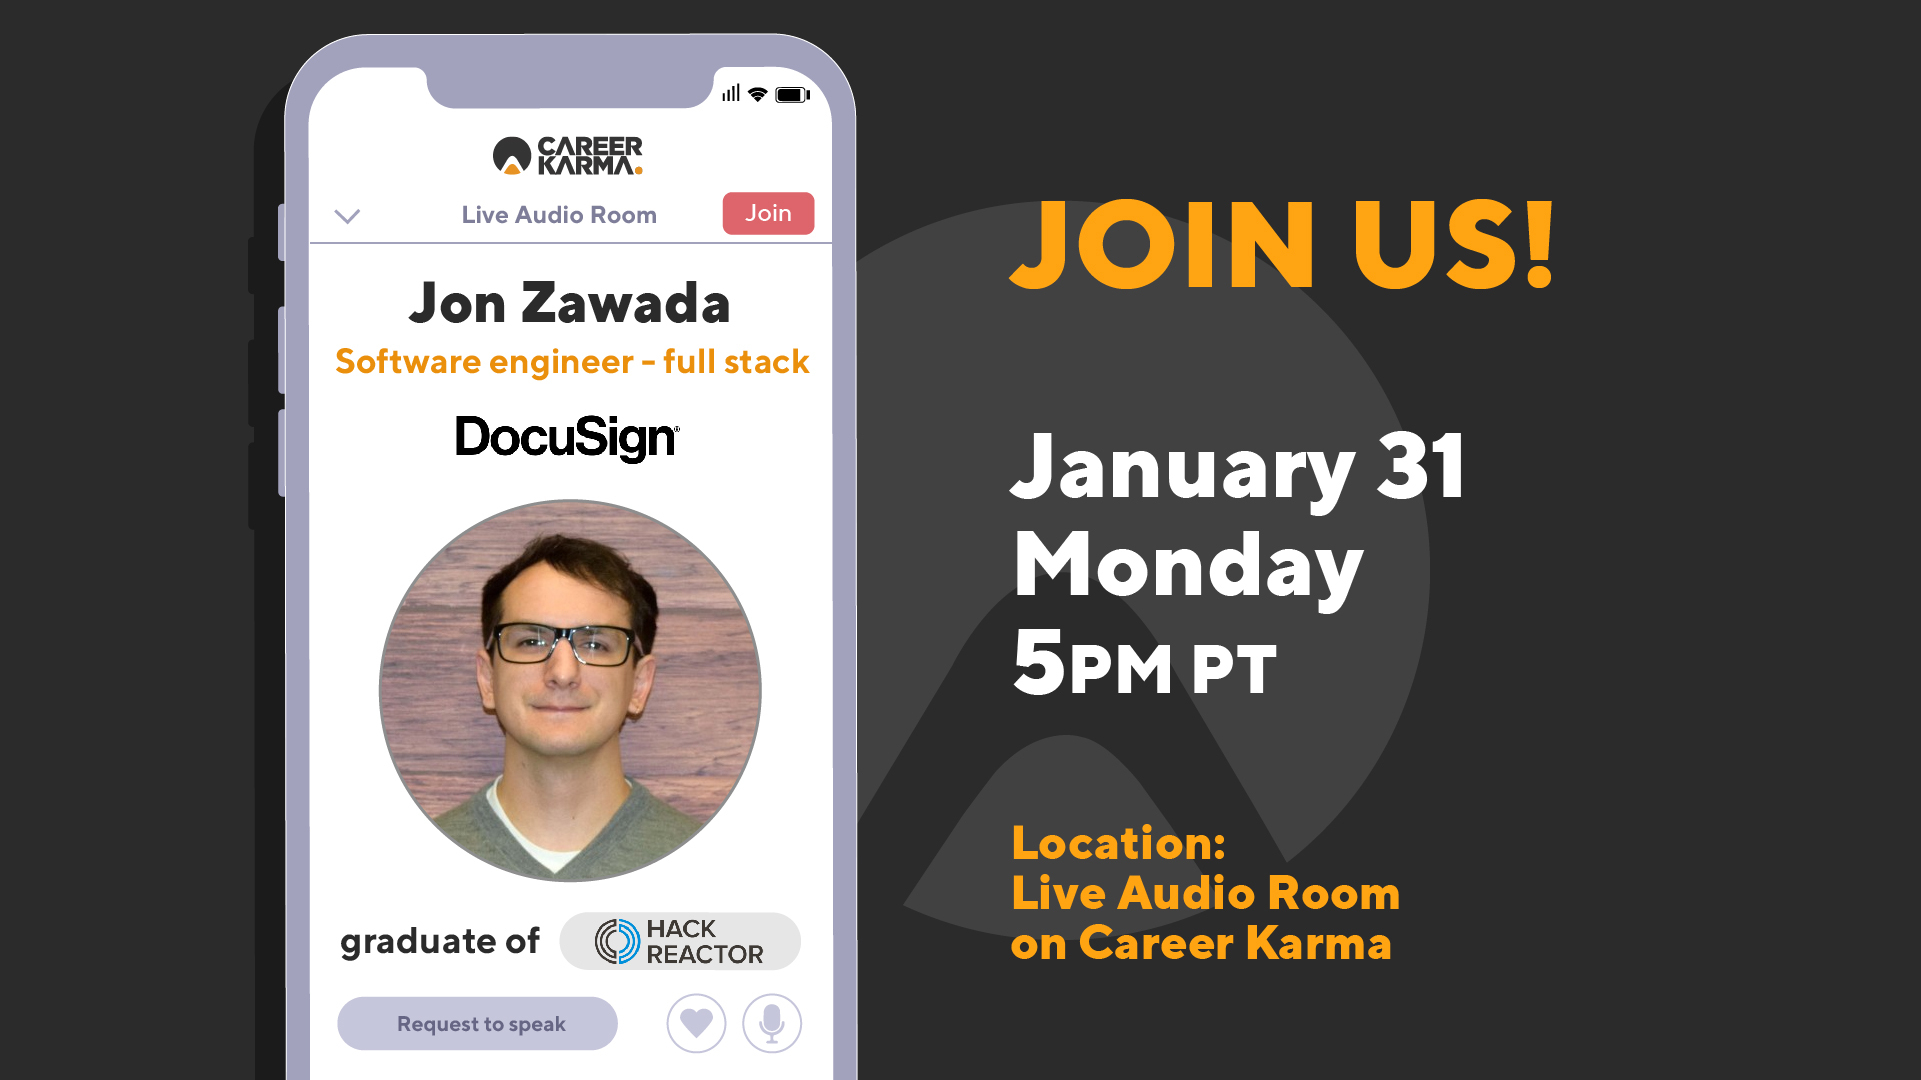 CAREER
KARMA.
Live Audio Room
Join
Jon Zawada
Software engineer - full stack
DocuSign®
graduate of
HACK
REACTOR
Request to speak
JOIN US!
January 31
Monday
5PM PT
Location:
Live Audio Room
on Career Karma